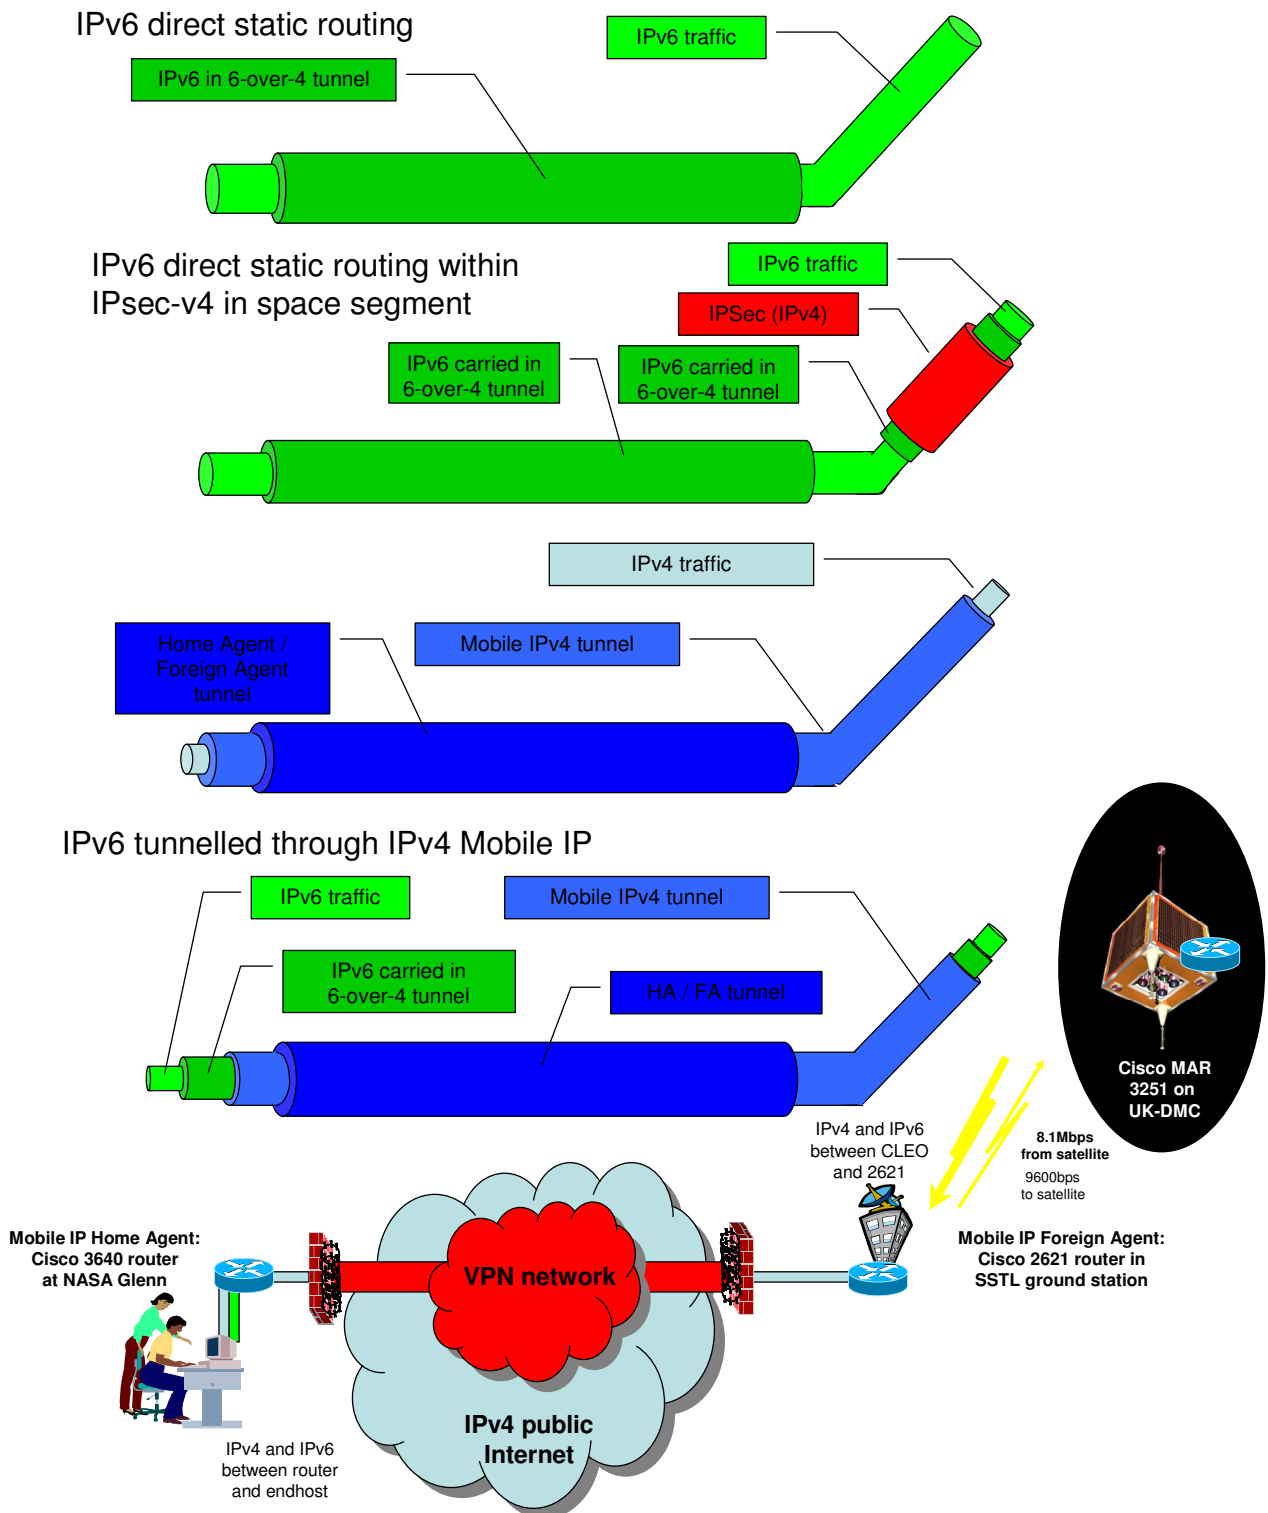 IPv6 direct static routing
IPv6 traffic
IPv6 in 6-over-4 tunnel
IPv6 direct static routing within
IPsec-v4 in space segment
IPv6 traffic
IPSec (IPv4)
IPv6 carried in
6-over-4 tunnel
IPv6 carried in
6-over-4 tunnel
IPv4 traffic
Home Agent /
Foreign Agent
tunnel
Mobile IPv4 tunnel
IPv6 tunnelled through IPv4 Mobile IP
IPv6 traffic
Mobile IPv4 tunnel
IPv6 carried in
6-over-4 tunnel
HA / FA tunnel
Cisco MAR
3251 on
UK-DMC
IPv4 and IPv6
between CLEO
and 2621
8.1Mbps
from satellite
9600bps
to satellite
Mobile IP Home Agent:
Cisco 3640 router
at NASA Glenn
VPN network
Mobile IP Foreign Agent:
Cisco 2621 router in
SSTL ground station
IPv4 public
Internet
IPv4 and IPv6
between router
and endhost